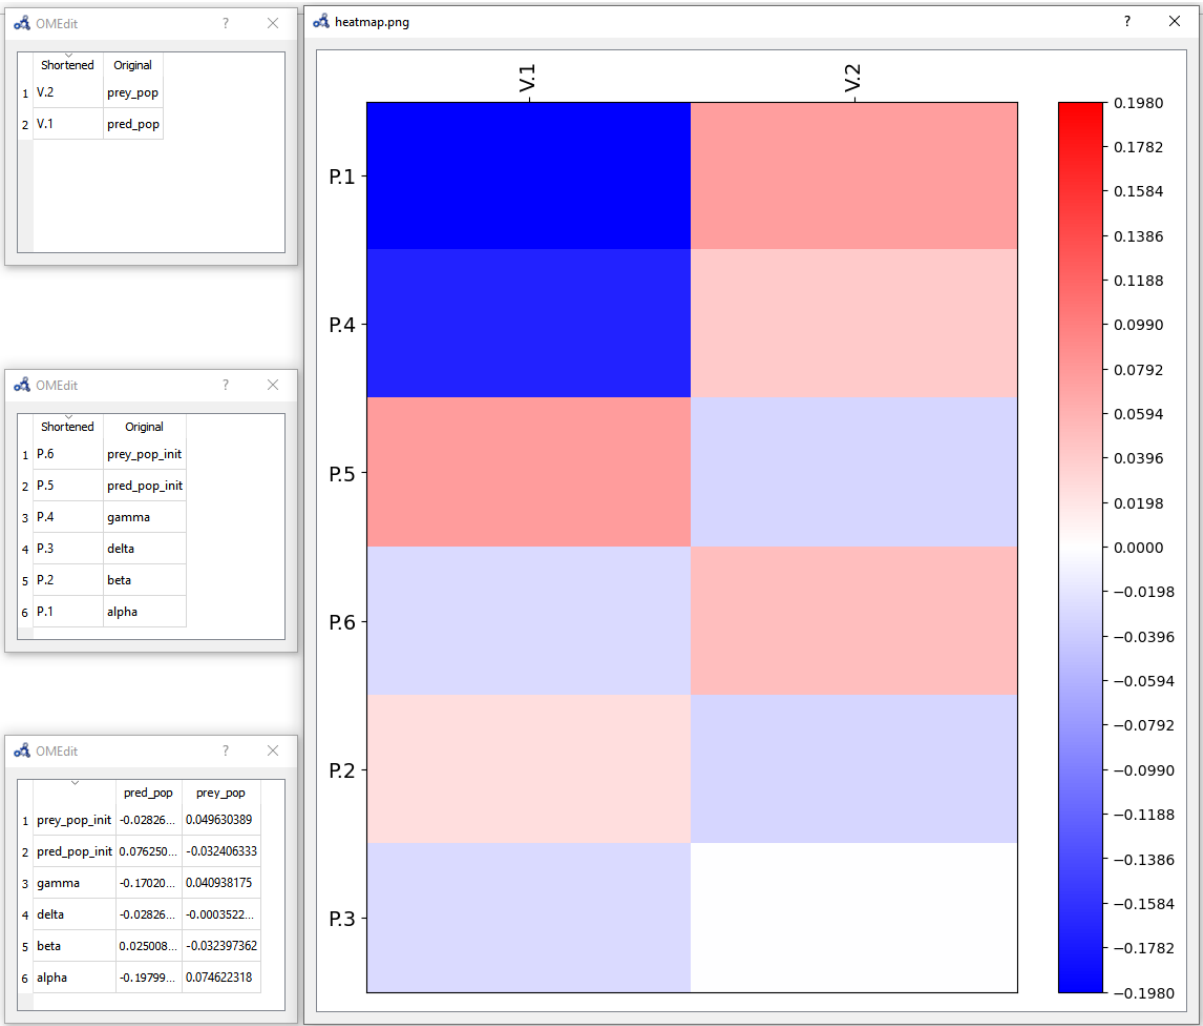 OMEdit ? ×
Shortened Original
1 V.2 prey_pop
2 V.1 pred_pop
OMEdit ? ×
Shortened Original
1 P.6 prey_pop_init
2 P.5 pred_pop_init
3 P.4 gamma
4 P.3 delta
5 P.2 beta
6 P.1 alpha
OMEdit ? ×
pred_pop prey_pop
1 prey_pop_init -0.02826... 0.049630389
2 pred_pop_init 0.076250... -0.032406333
3 gamma -0.17020... 0.040938175
4 delta -0.02826... -0.0003522...
5 beta 0.025008... -0.032397362
6 alpha -0.19799... 0.074622318
heatmap.png ? ×
V.1 V.2
P.1
P.4
P.5
P.6
P.2
P.3
0.1980
0.1782
0.1584
0.1386
0.1188
0.0990
0.0792
0.0594
0.0396
0.0198
0.0000
−0.0198
−0.0396
−0.0594
−0.0792
−0.0990
−0.1188
−0.1386
−0.1584
−0.1782
−0.1980